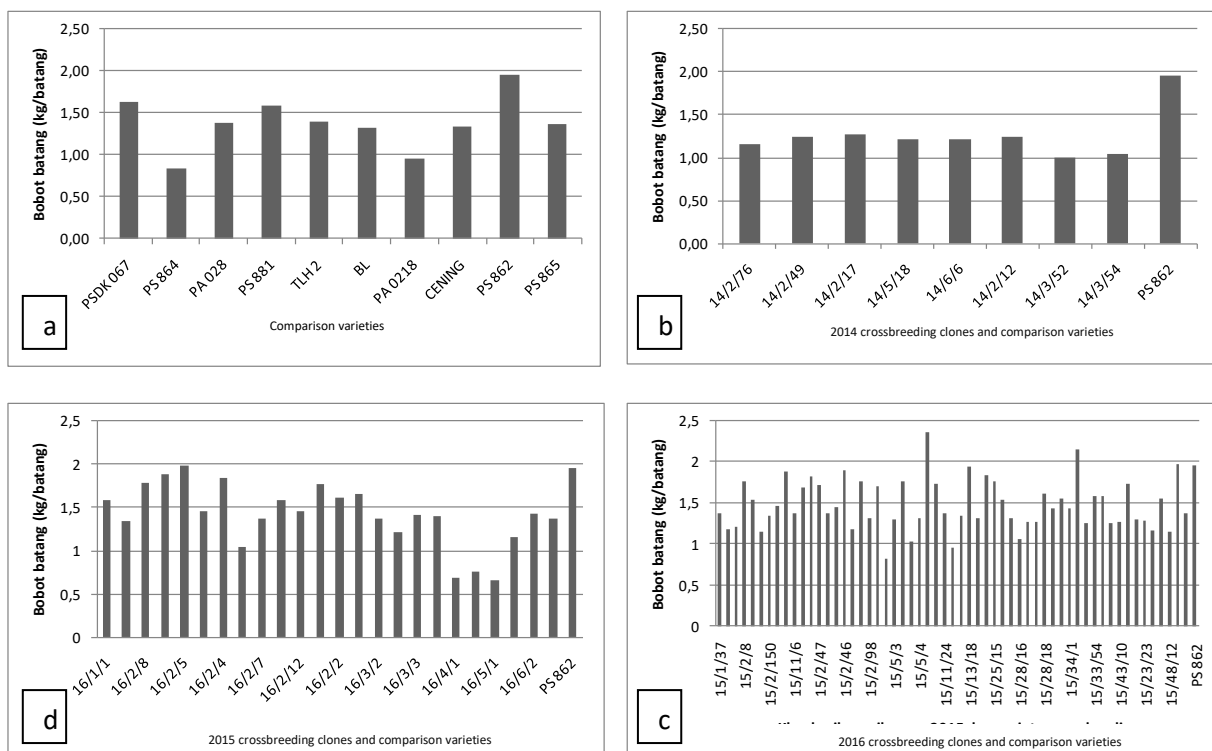 Bobot batang (kg/batang)
2,50
2,00
1,50
1,00
0,50
0,00
PSDK 067
PS 864
PA 028
PS 881
TLH 2
BL
PA 0218
CENING
PS 862
PS 865
a
Comparison varieties
Bobot batang (kg/batang)
2,50
2,00
1,50
1,00
0,50
0,00
14/2/76
14/2/49
14/2/17
14/5/18
14/6/6
14/2/12
14/3/52
14/3/54
PS 862
b
2014 crossbreeding clones and comparison varieties
Bobot batang (kg/batang)
2,5
2
1,5
1
0,5
0
16/1/1
16/2/8
16/2/5
16/2/4
16/2/7
16/2/12
16/2/2
16/3/2
16/3/3
16/4/1
16/5/1
16/6/2
PS 862
d
2015 crossbreeding clones and comparison varieties
Bobot batang (kg/batang)
2,5
2
1,5
1
0,5
0
15/1/37
15/2/8
15/2/150
15/11/6
15/2/47
15/2/46
15/2/98
15/5/3
15/5/4
15/11/24
15/13/18
15/25/15
15/28/16
15/28/18
15/34/1
15/33/54
15/43/10
15/23/23
15/48/12
PS 862
c
2016 crossbreeding clones and comparison varieties